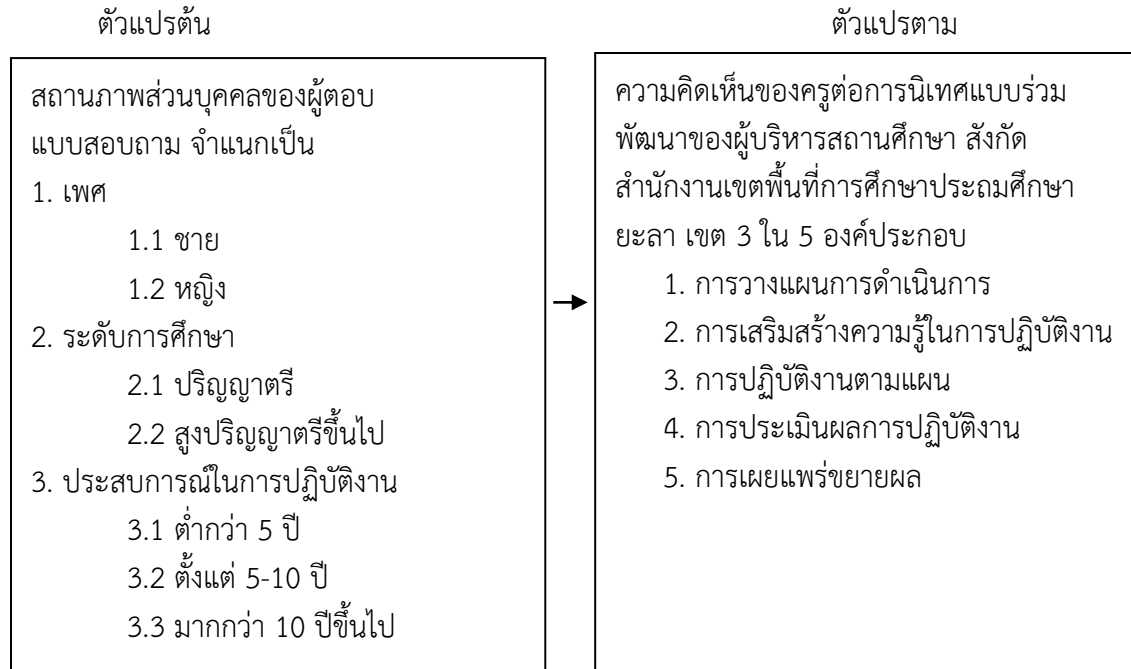 ตัวแปรต้น
ตัวแปรตาม
สถานภาพส่วนบุคคลของผู้ตอบ
แบบสอบถาม จำแนกเป็น
1. เพศ
1.1 ชาย
1.2 หญิง
2. ระดับการศึกษา
2.1 ปริญญาตรี
2.2 สูงปริญญาตรีขึ้นไป
3. ประสบการณ์ในการปฏิบัติงาน
3.1 ต่ำกว่า 5 ปี
3.2 ตั้งแต่ 5-10 ปี
3.3 มากกว่า 10 ปีขึ้นไป
ความคิดเห็นของครูต่อการนิเทศแบบร่วม
พัฒนาของผู้บริหารสถานศึกษา สังกัด
สำนักงานเขตพื้นที่การศึกษาประถมศึกษา
ยะลา เขต 3 ใน 5 องค์ประกอบ
1. การวางแผนการดำเนินการ
2. การเสริมสร้างความรู้ในการปฏิบัติงาน
3. การปฏิบัติงานตามแผน
4. การประเมินผลการปฏิบัติงาน
5. การเผยแพร่ขยายผล